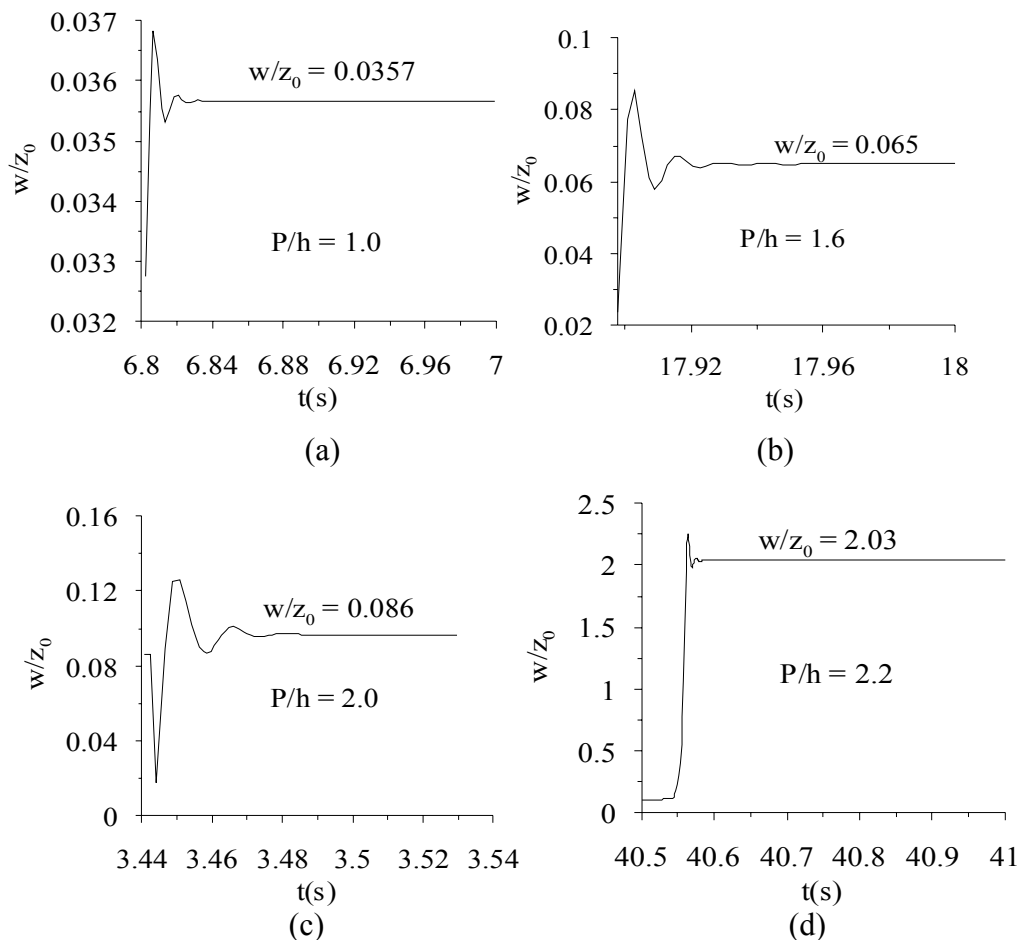 0.037
0.036
0.035
0.034
0.033
0.032
w/z0
w/z0 = 0.0357
P/h = 1.0
6.8 6.84 6.88 6.92 6.96 7
t(s)
(a)
0.1
0.08
0.06
0.04
0.02
w/z0
w/z0 = 0.065
P/h = 1.6
17.92 17.96 18
t(s)
(b)
0.16
0.12
0.08
0.04
0
w/z0
w/z0 = 0.086
P/h = 2.0
3.44 3.46 3.48 3.5 3.52 3.54
t(s)
(c)
2.5
2
1.5
1
0.5
0
w/z0
w/z0 = 2.03
P/h = 2.2
40.5 40.6 40.7 40.8 40.9 41
t(s)
(d)